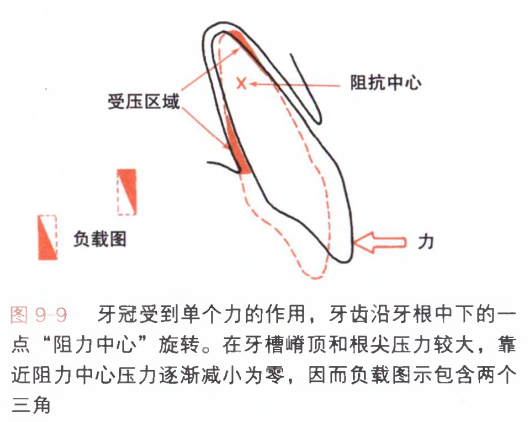 阻抗中心
受压区域
负载图
力
图 9-9 牙冠受到单个力的作用，牙齿沿牙根中下的一
点“阻力中心”旋转。在牙槽嵴顶和根尖压力较大，靠
近阻力中心压力逐渐减小为零，因而负载图示包含两个
三角